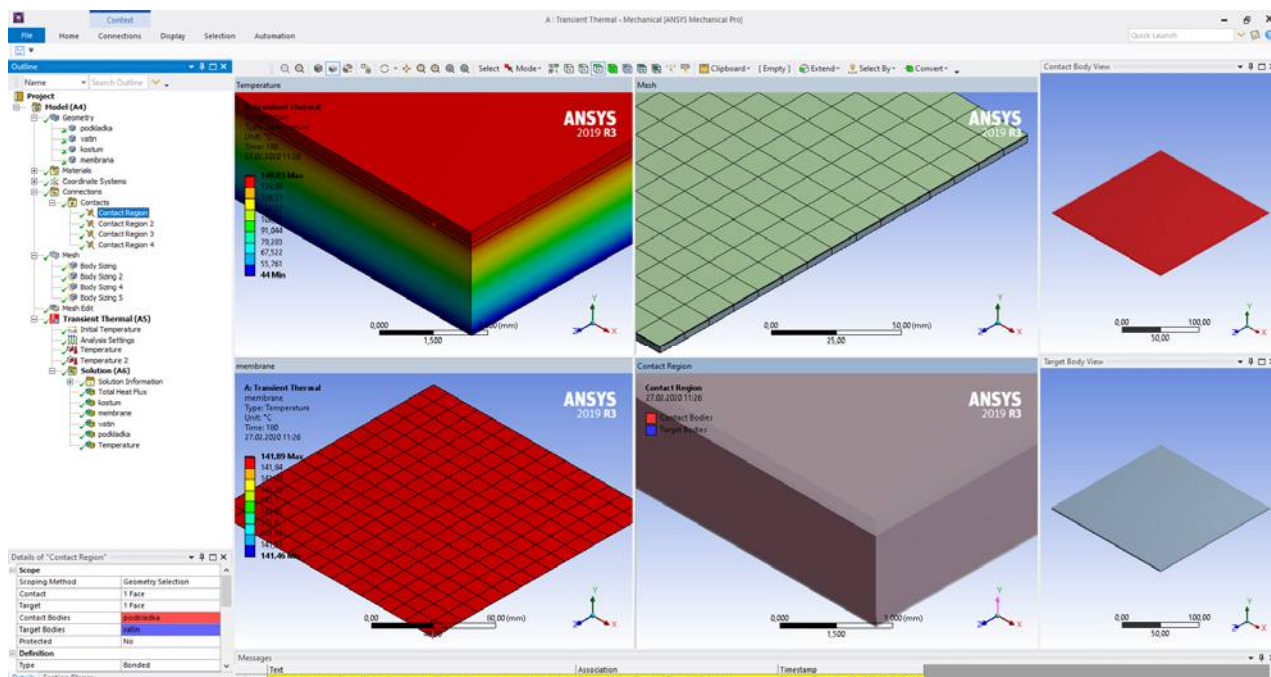 A : Transient Thermal - Mechanical [ANSYS Mechanical Pro]
Context
File Home Connections Display Selection Automation
Quick Launch
Outline
Name Search Outline
Select Mode Clipboard [ Empty ] Extend Select By Convert
Project
Model (A4)
Geometry
podkladka
vatin
kostum
membrana
Materials
Coordinate Systems
Connections
Contacts
Contact Region
Contact Region 2
Contact Region 3
Contact Region 4
Mesh
Body Sizing
Body Sizing 2
Body Sizing 4
Body Sizing 5
Mesh Edit
Transient Thermal (A5)
Initial Temperature
Analysis Settings
Temperature
Temperature 2
Solution (A6)
Solution Information
Total Heat Flux
kostum
membrane
vatin
podkladka
Temperature
Temperature
A: Transient Thermal
Unit: °C
Time: 180
27.02.2020 11:26
91,044
79,283
67,522
55,761
44 Min
ANSYS
2019 R3
0,000
1,500
(mm)
Y
Z X
Mesh
ANSYS
2019 R3
0,00 50,00 (mm)
25,00
Y
Z X
Contact Body View
Y
Z X
0,00 100,00
50,00
membrane
A: Transient Thermal
membrane
Type: Temperature
Unit: °C
Time: 180
27.02.2020 11:26
141,89 Max
141,84
141,46 Min
ANSYS
2019 R3
0,00
(mm)
Y
Z X
Contact Region
Contact Region
27.02.2020 11:26
Contact Bodies
Target Bodies
ANSYS
2019 R3
0,000
(mm)
1,500
Y
Z X
Target Body View
Y
Z X
0,00 100,00
50,00
Details of "Contact Region"
Scope
Scoping Method Geometry Selection
Contact 1 Face
Target 1 Face
Contact Bodies podkladka
Target Bodies vatin
Protected No
Definition
Type Bonded
Messages
Text Association Timestamp